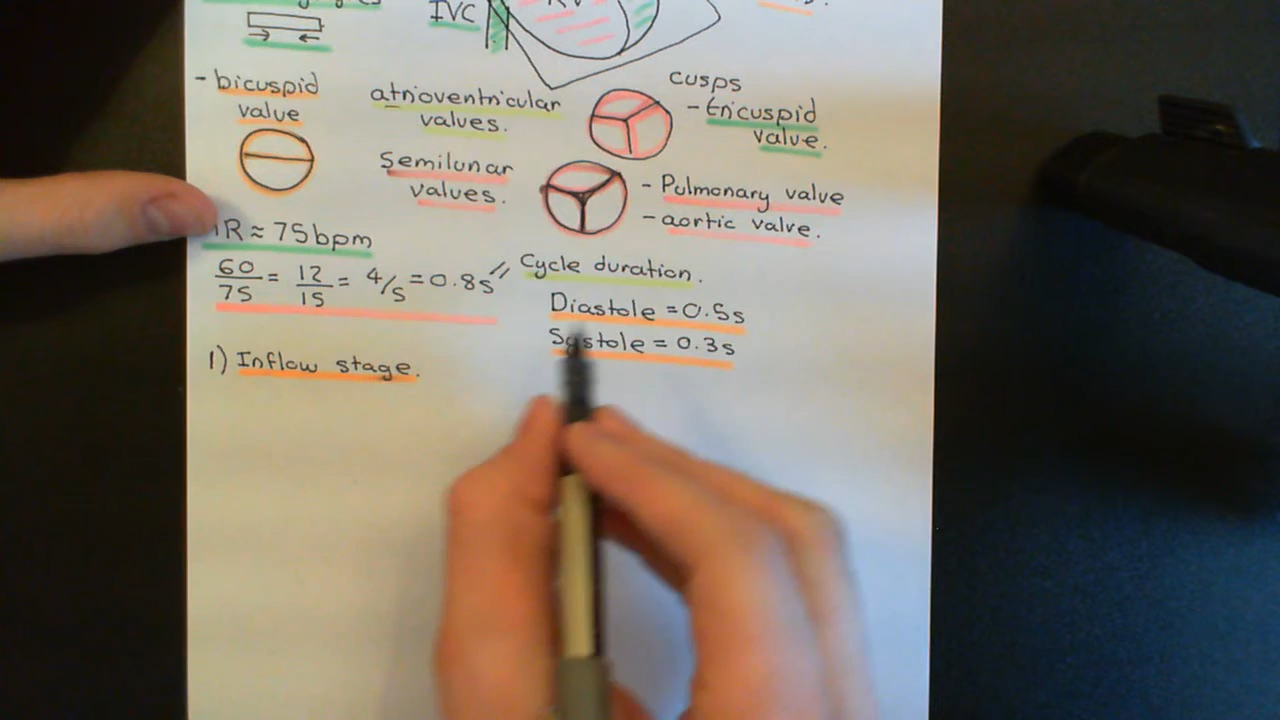 IVC
- bicuspid
valve
atrioventricular
valves.
cusps
- tricuspid
valve.
Semilunar
valves.
- Pulmonary valve
- aortic valve.
R ≈ 75bpm
60/75 = 12/15 = 4/5 = 0.8s // Cycle duration.
Diastole = 0.5s
Systole = 0.3s
1) Inflow stage.